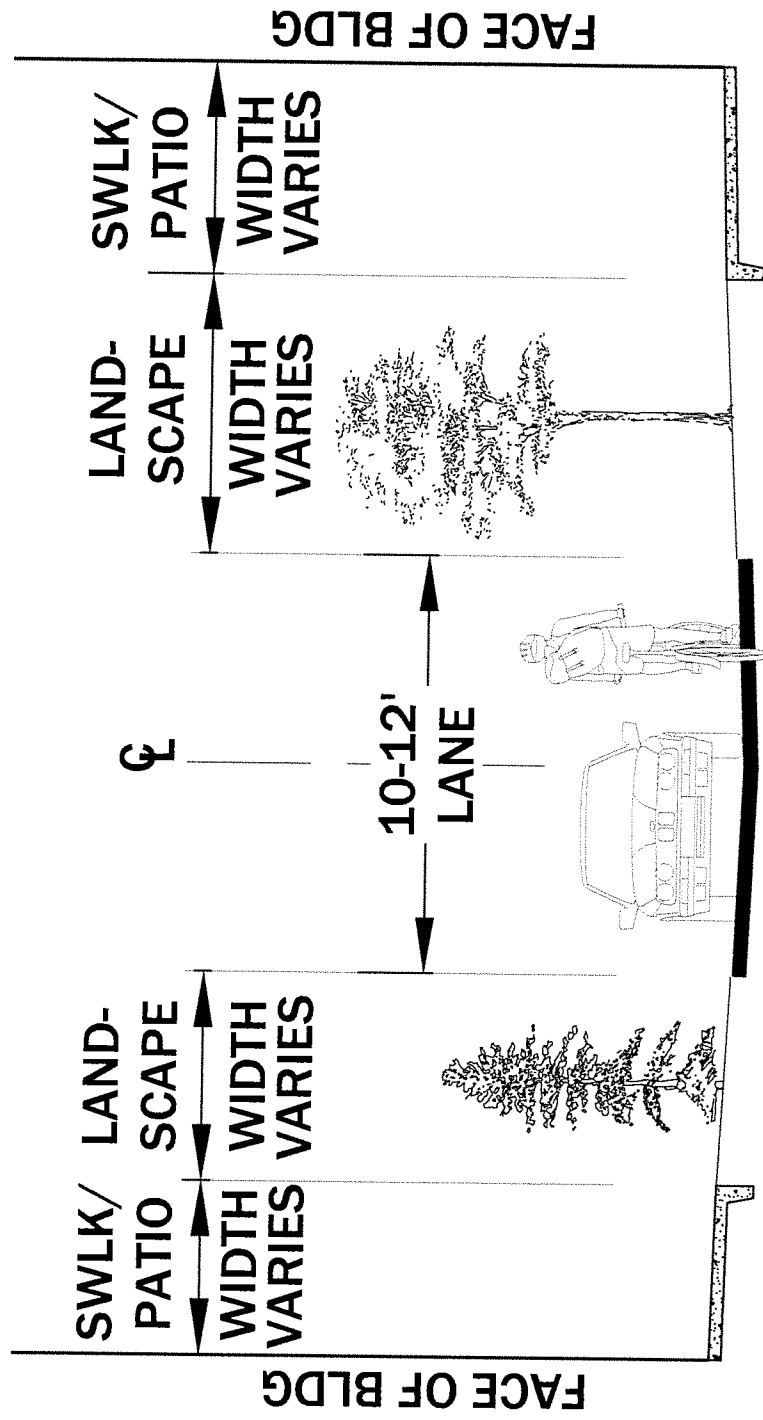 FACE OF BLDG
SWLK/
PATIO
WIDTH
VARIES
LAND-
SCAPE
WIDTH
VARIES
CL
10-12'
LANE
LAND-
SCAPE
WIDTH
VARIES
SWLK/
PATIO
WIDTH
VARIES
FACE OF BLDG